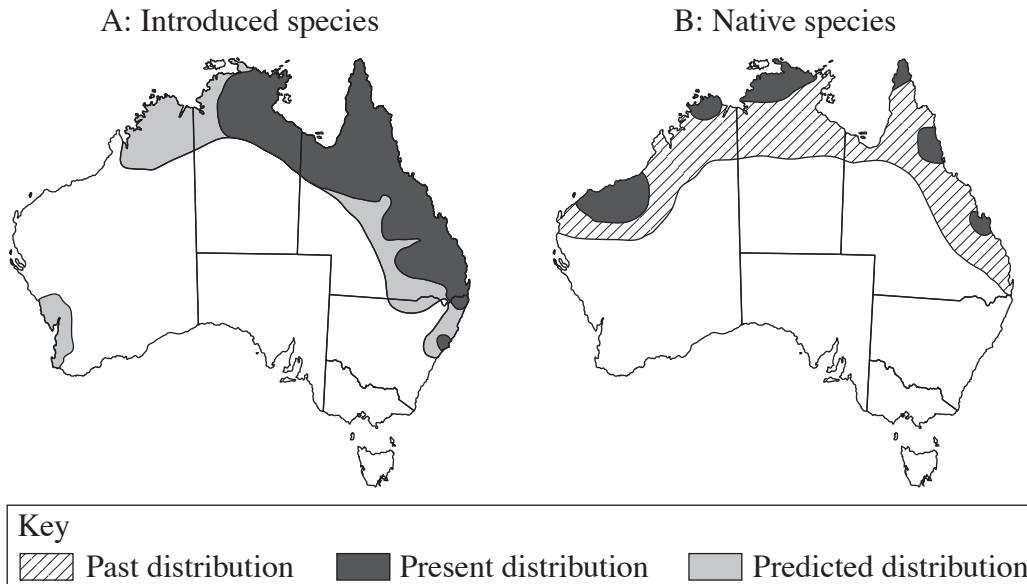 A: Introduced species
B: Native species
Key
Past distribution
Present distribution
Predicted distribution